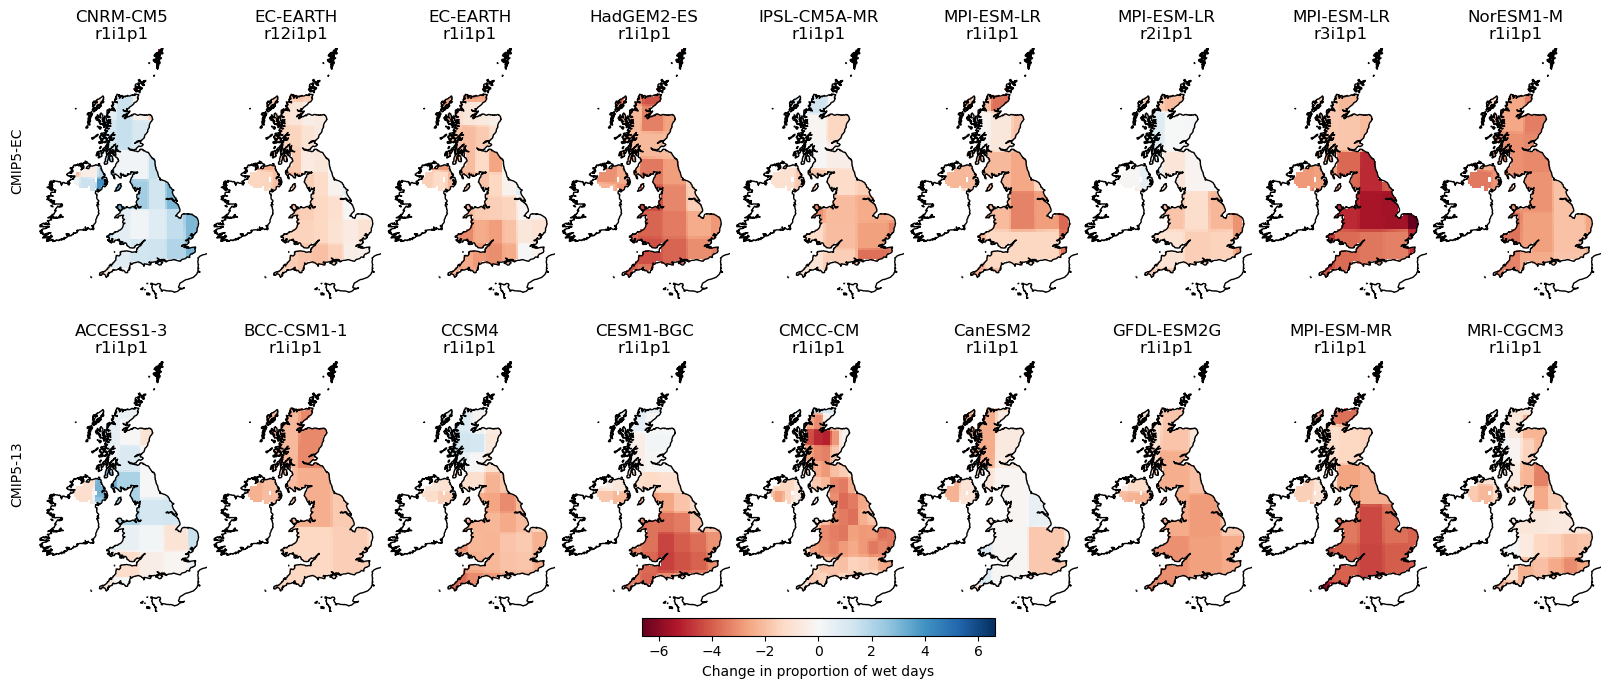 CNRM-CM5 EC-EARTH EC-EARTH HadGEM2-ES IPSL-CM5A-MR MPI-ESM-LR MPI-ESM-LR MPI-ESM-LR NorESM1-M
r1i1p1 r12i1p1 r1i1p1 r1i1p1 r1i1p1 r1i1p1 r2i1p1 r3i1p1 r1i1p1
CMIP5-EC
ACCESS1-3 BCC-CSM1-1 CCSM4 CESM1-BGC CMCC-CM CanESM2 GFDL-ESM2G MPI-ESM-MR MRI-CGCM3
r1i1p1 r1i1p1 r1i1p1 r1i1p1 r1i1p1 r1i1p1 r1i1p1 r1i1p1 r1i1p1
CMIP5-13
−6 −4 −2 0 2 4 6
Change in proportion of wet days